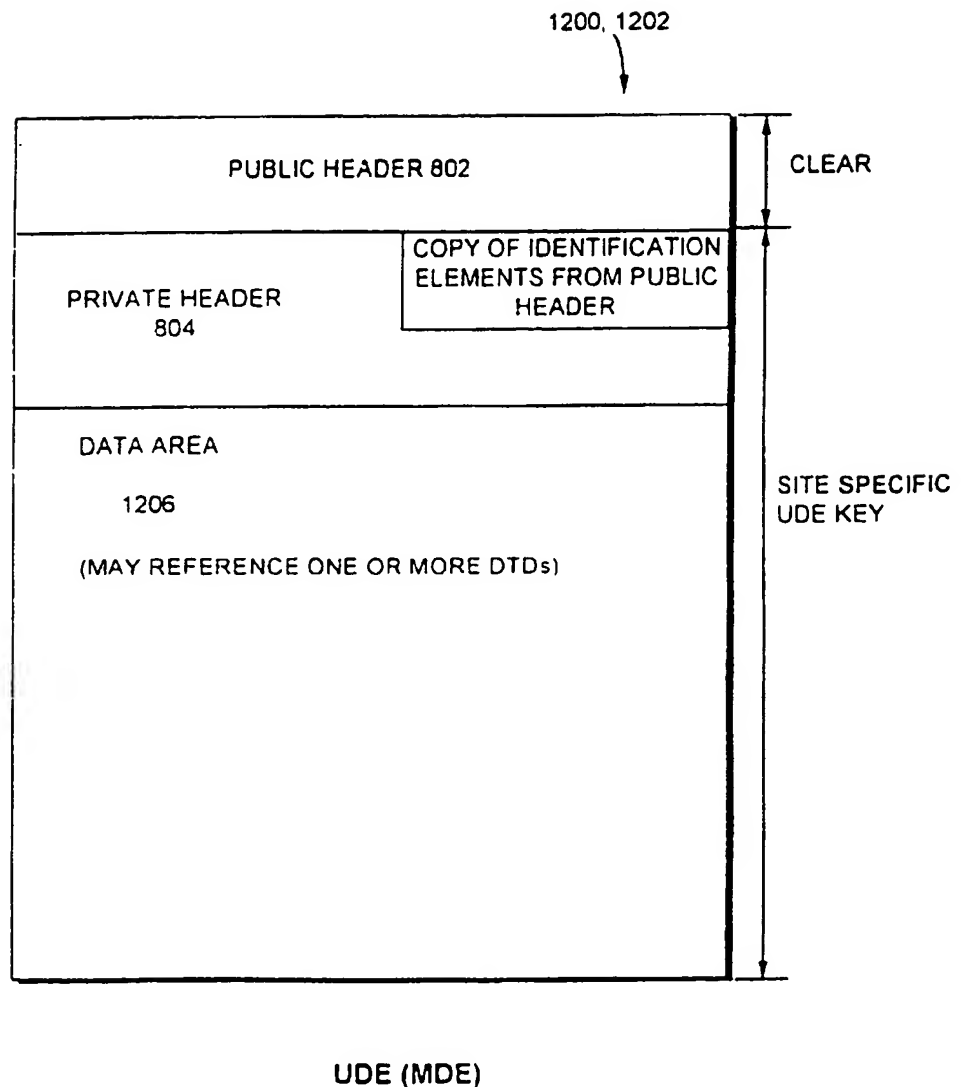 1200, 1202
PUBLIC HEADER 802
CLEAR
COPY OF IDENTIFICATION
ELEMENTS FROM PUBLIC
HEADER
PRIVATE HEADER
804
DATA AREA
1206
(MAY REFERENCE ONE OR MORE DTDs)
SITE SPECIFIC
UDE KEY
UDE (MDE)